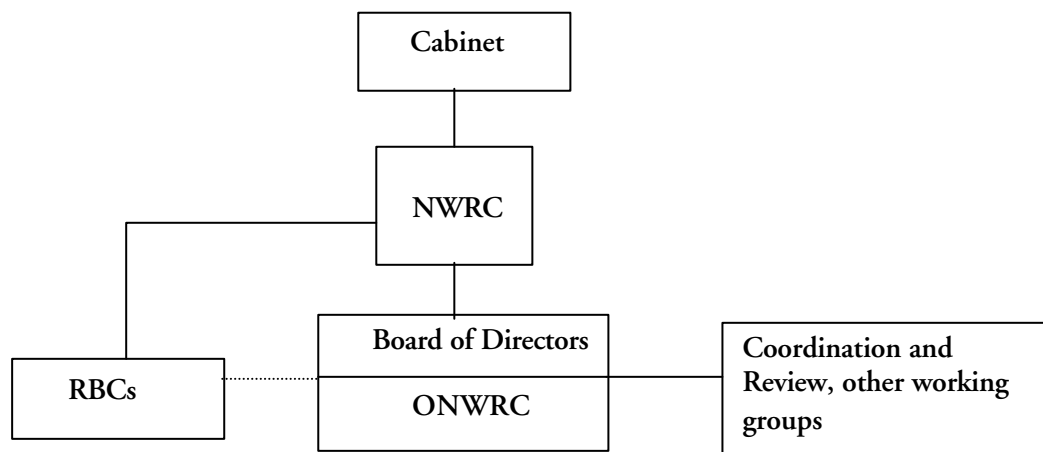 Cabinet
NWRC
Board of Directors
Coordination and
Review, other working
groups
RBCs
ONWRC